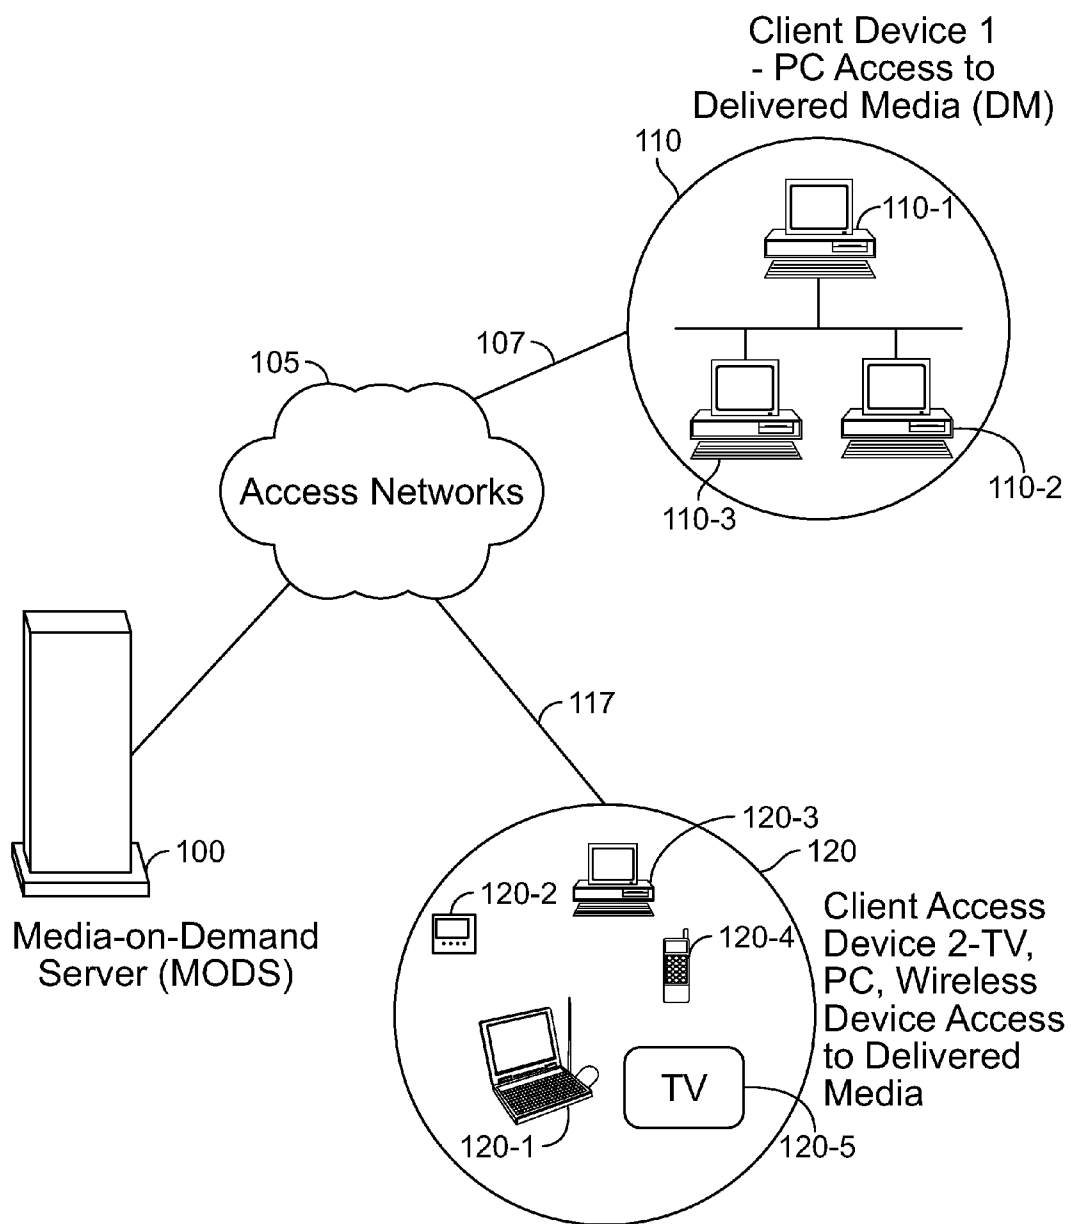 Client Device 1
- PC Access to
Delivered Media (DM)
110
110-1
107
105
Access Networks
110-3
110-2
117
100
Media-on-Demand
Server (MODS)
120-3
120
120-2
120-4
Client Access
Device 2-TV,
PC, Wireless
Device Access
to Delivered
Media
TV
120-1
120-5